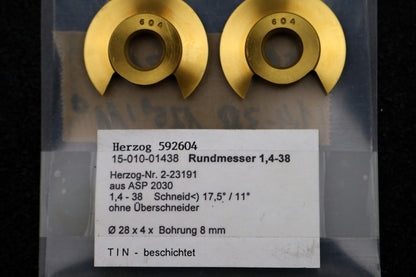 604 604
Herzog 592604
15-010-01438 Rundmesser 1,4-38
Herzog-Nr. 2-23191
aus ASP 2030
1,4 - 38 Schneid<) 17,5° / 11°
ohne Überschneider
Ø 28 x 4 x Bohrung 8 mm
TIN - beschichtet